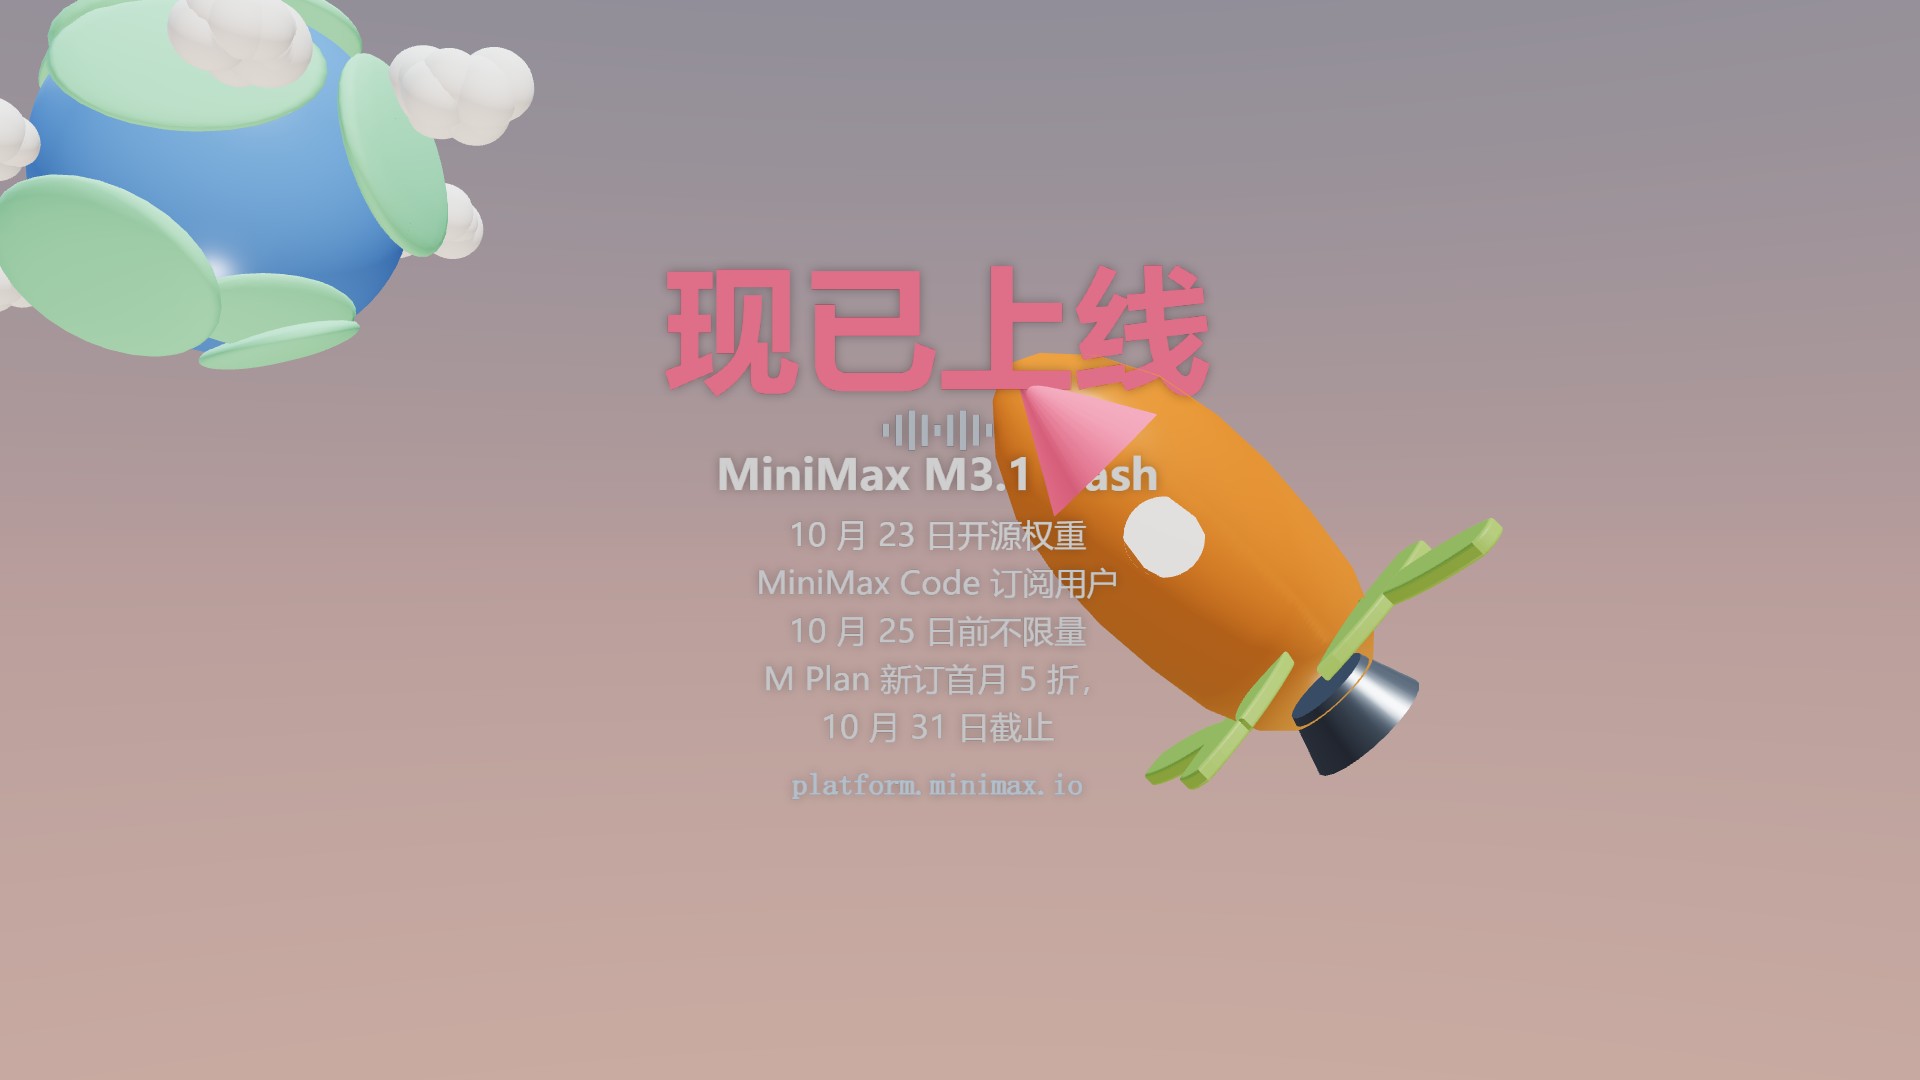 现已上线
MiniMax M3.1 ash
10 月 23 日开源权重
MiniMax Code 订阅用户
10 月 25 日前不限量
M Plan 新订首月 5 折，
10 月 31 日截止
platform.minimax.io